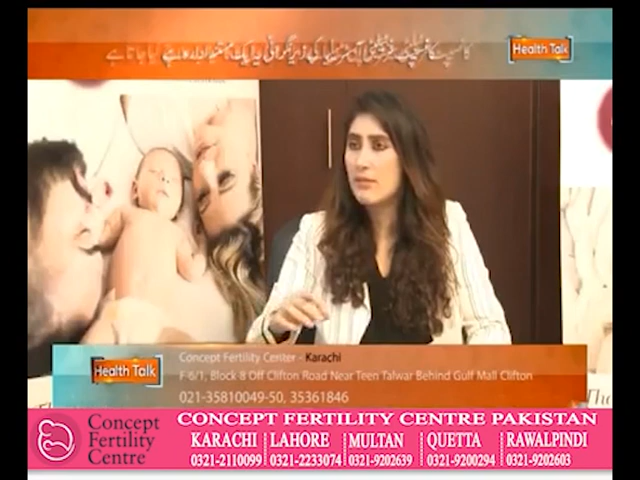 Health Talk
Concept Fertility Center - Karachi
Health Talk
F-6/1, Block-8 Off Clifton Road Near Teen Talwar Behind Gulf Mall Clifton
021-35810049-50, 35361846
Concept
Fertility
Centre
CONCEPT FERTILITY CENTRE PAKISTAN
KARACHI LAHORE MULTAN QUETTA RAWALPINDI
0321-2110099 0321-2233074 0321-9202639 0321-9200294 0321-9202603